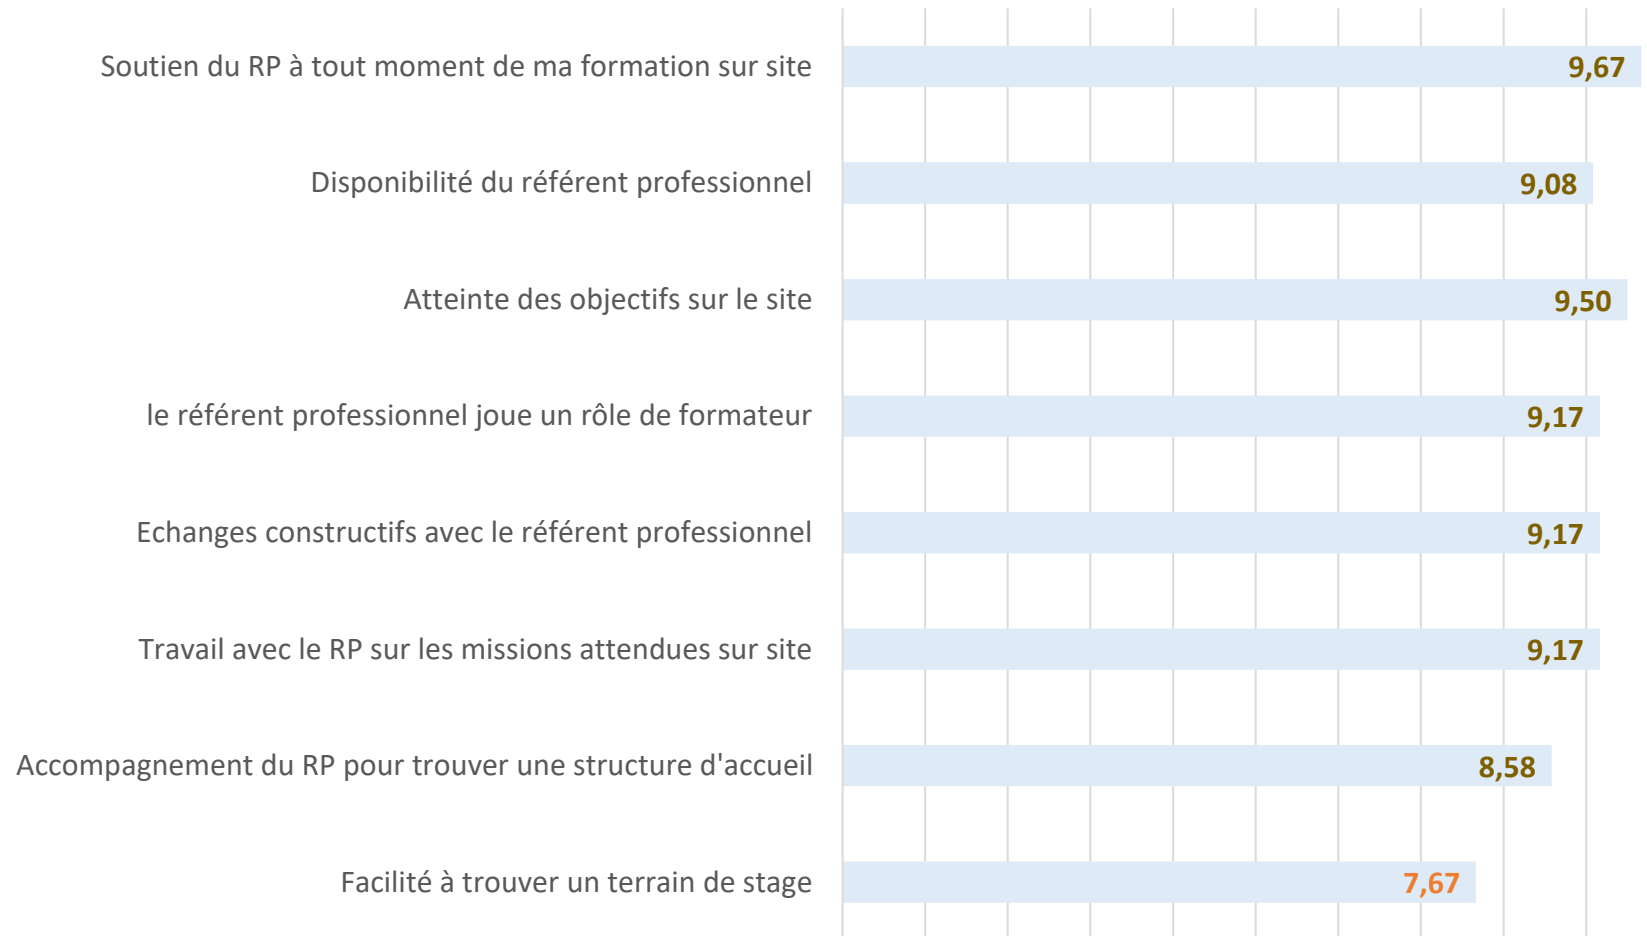 Soutien du RP à tout moment de ma formation sur site 9,67
Disponibilité du référent professionnel 9,08
Atteinte des objectifs sur le site 9,50
le référent professionnel joue un rôle de formateur 9,17
Echanges constructifs avec le référent professionnel 9,17
Travail avec le RP sur les missions attendues sur site 9,17
Accompagnement du RP pour trouver une structure d'accueil 8,58
Facilité à trouver un terrain de stage 7,67